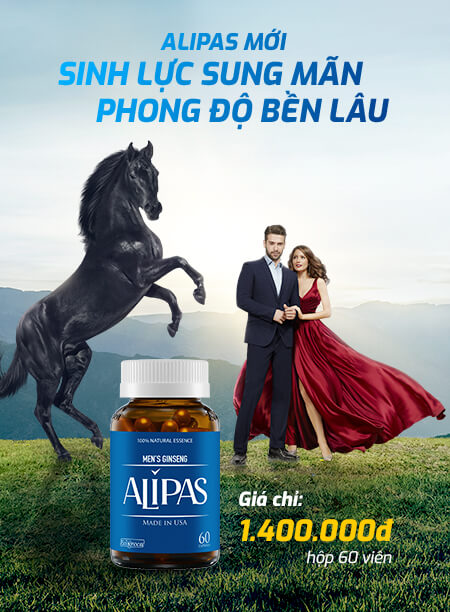 ALIPAS MỚI
SINH LỰC SUNG MÃN
PHONG ĐỘ BỀN LÂU
100% NATURAL ESSENCE
MEN'S GINSENG
ALIPAS
MADE IN USA
ecogreen
60
Giá chỉ:
1.400.000đ
hộp 60 viên